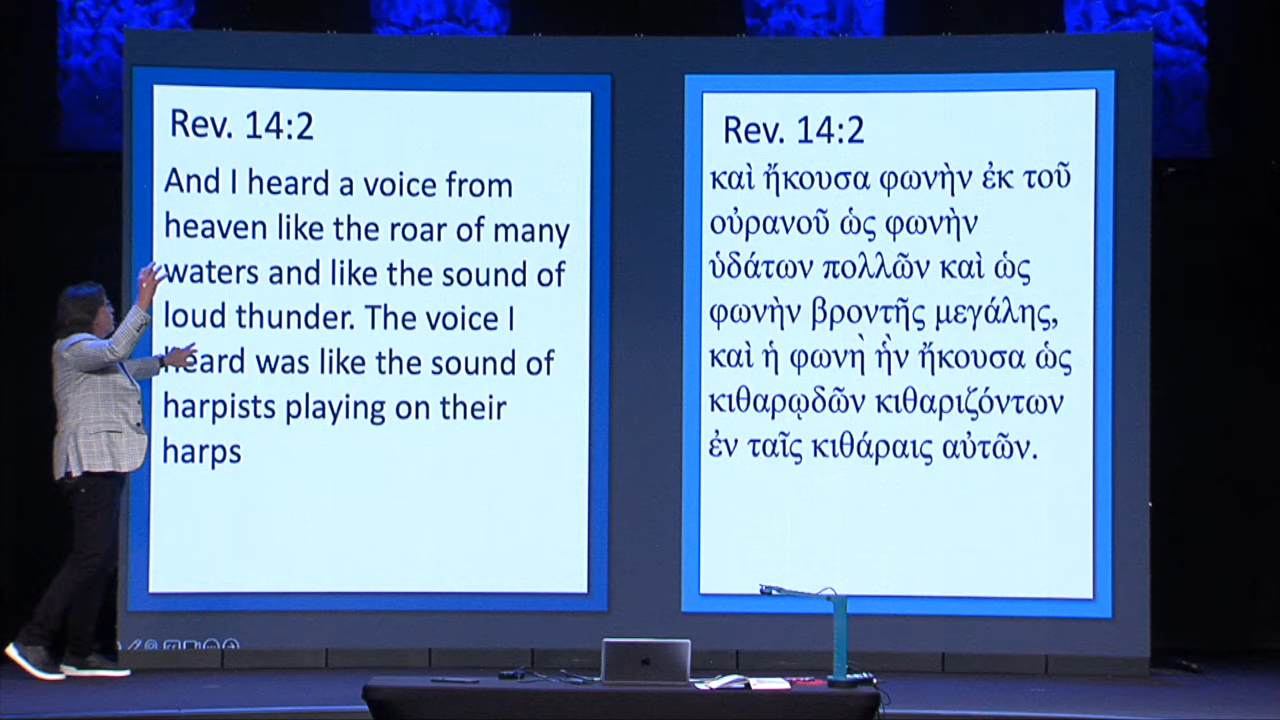 Rev. 14:2
And I heard a voice from
heaven like the roar of many
waters and like the sound of
loud thunder. The voice I
heard was like the sound of
harpists playing on their
harps
Rev. 14:2
καὶ ἤκουσα φωνὴν ἐκ τοῦ
οὐρανοῦ ὡς φωνὴν
ὑδάτων πολλῶν καὶ ὡς
φωνὴν βροντῆς μεγάλης,
καὶ ἡ φωνὴ ἣν ἤκουσα ὡς
κιθαρῳδῶν κιθαριζόντων
ἐν ταῖς κιθάραις αὐτῶν.